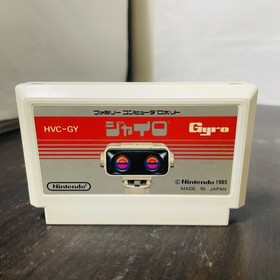 ファミリー コンピュータ ロボット
HVC-GY
ジャイロ
Gyro
Nintendo
© Nintendo 1985
MADE IN JAPAN